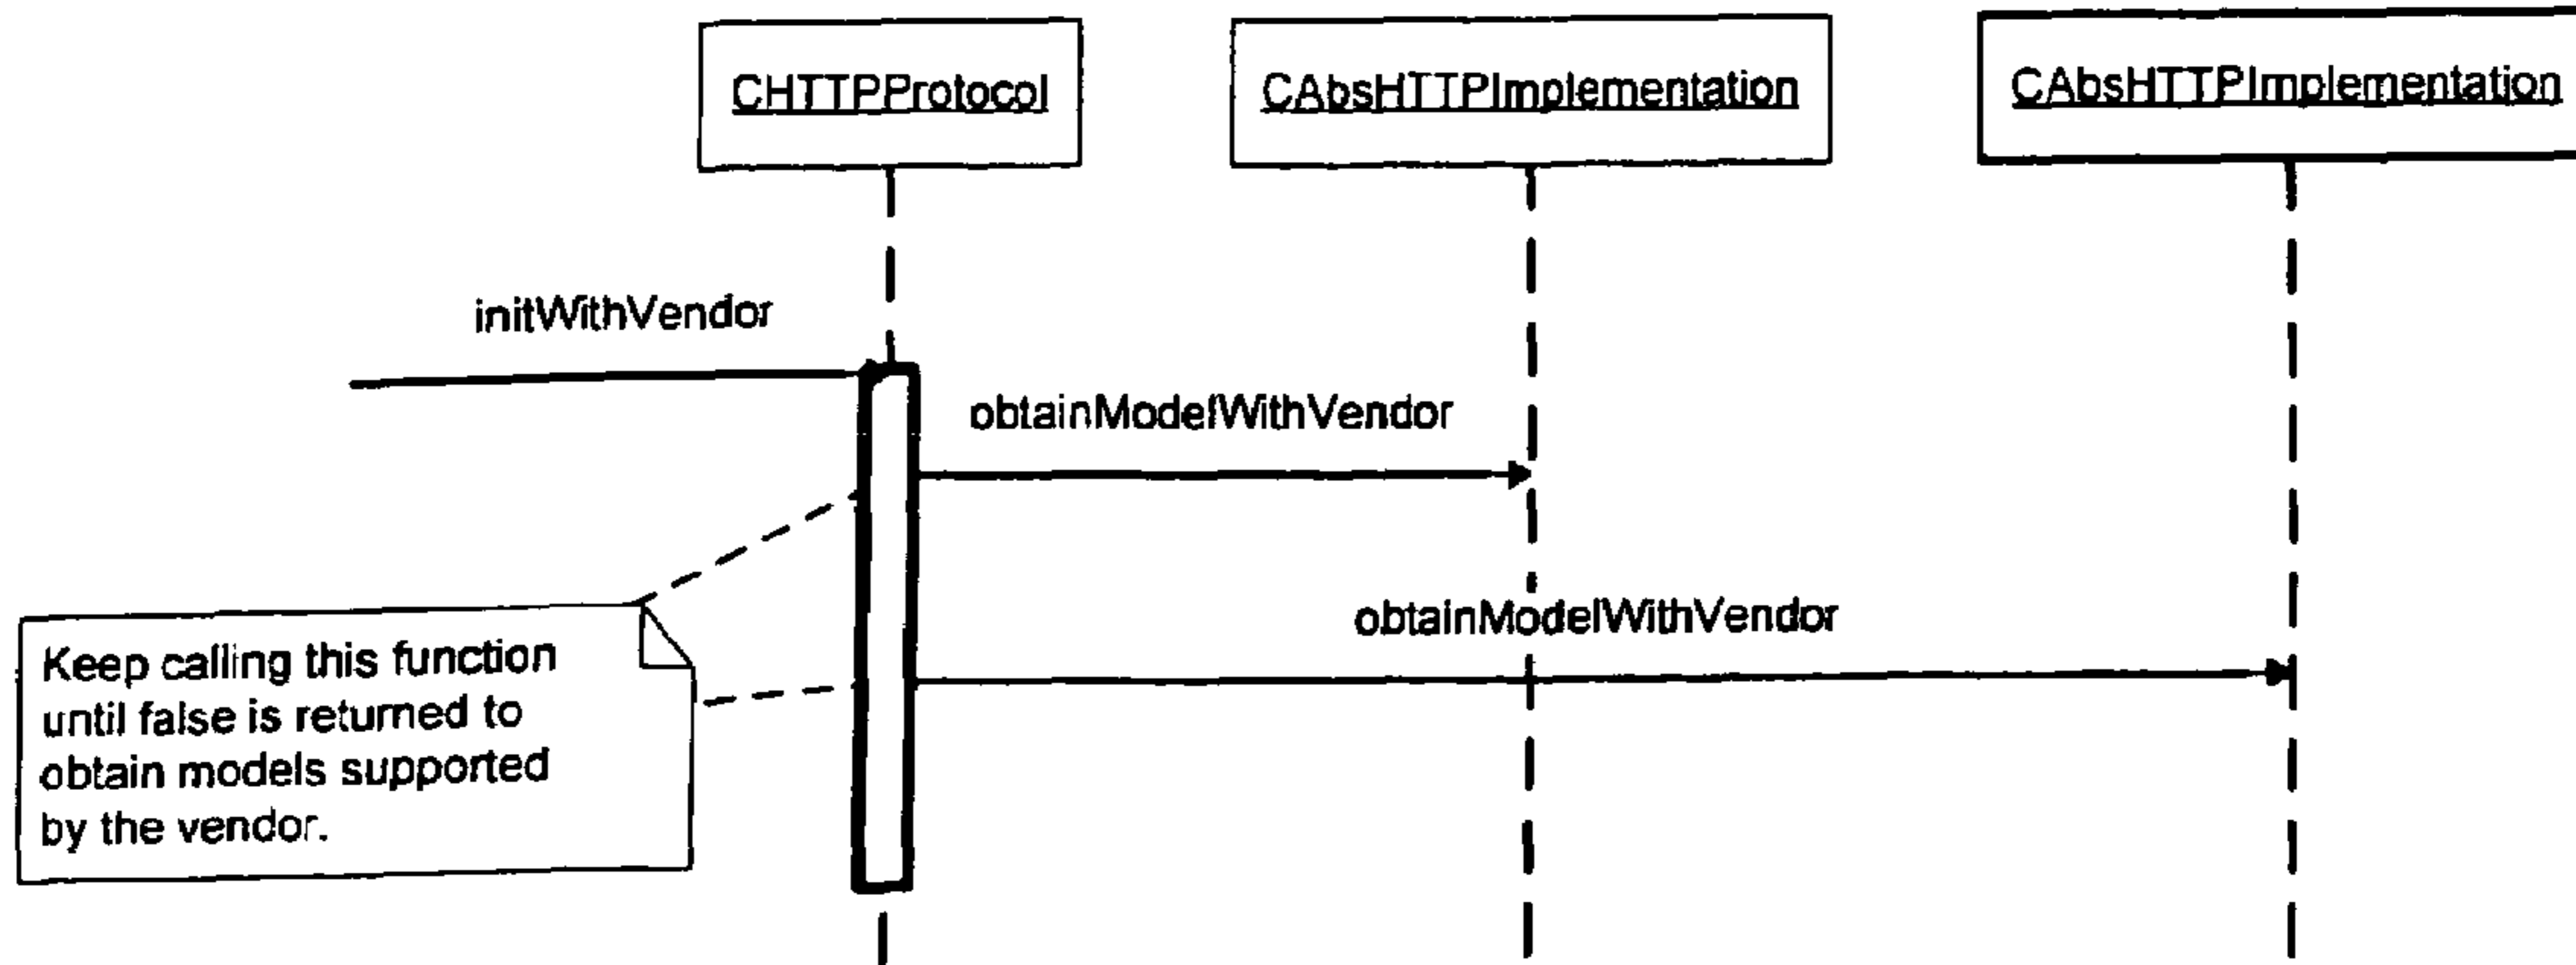 CHTTPProtocol
CAbsHTTPImplementation
CAbsHTTPImplementation
initWithVendor
obtainModelWithVendor
obtainModelWithVendor
Keep calling this function
until false is returned to
obtain models supported
by the vendor.